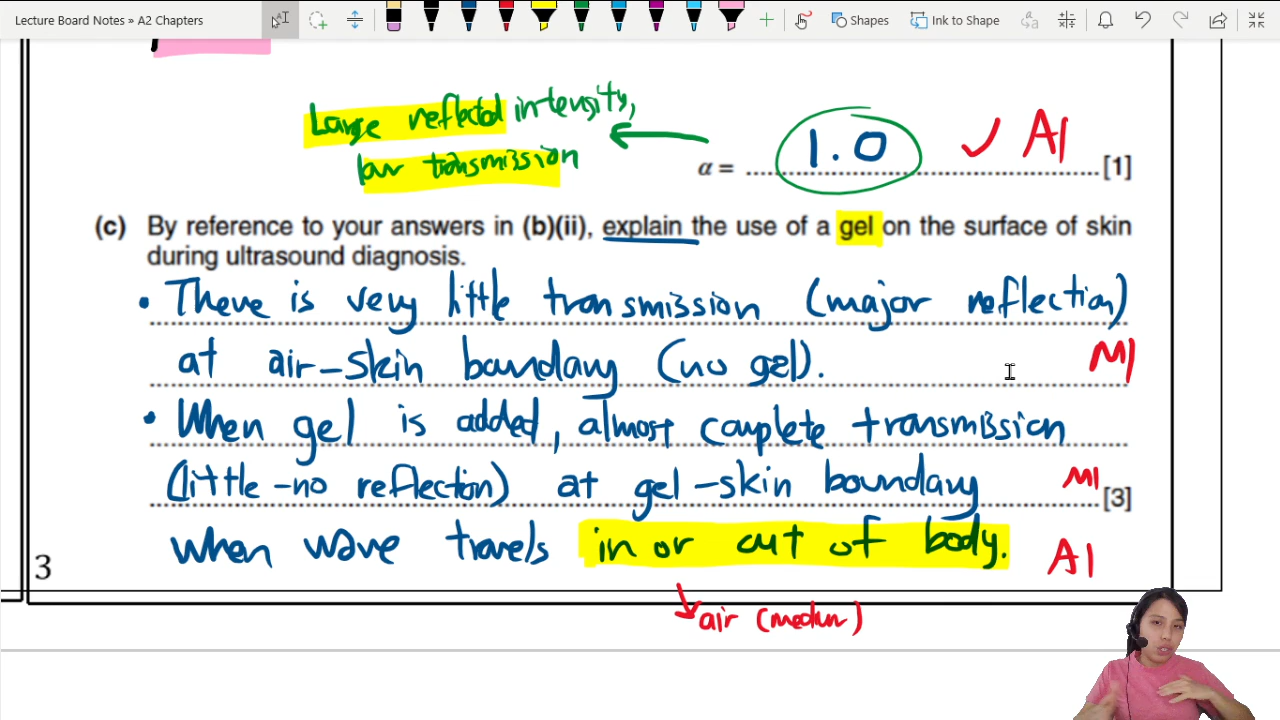 Lecture Board Notes » A2 Chapters
Shapes
Ink to Shape
Large reflected intensity,
low transmission
α = 1.0 ✓ A1 [1]
(c) By reference to your answers in (b)(ii), explain the use of a gel on the surface of skin
during ultrasound diagnosis.
• There is very little transmission (major reflection)
at air-skin boundary (no gel). M1
• When gel is added, almost complete transmission
(little-no reflection) at gel-skin boundary M1 [3]
when wave travels in or out of body. A1
3
air (medium)